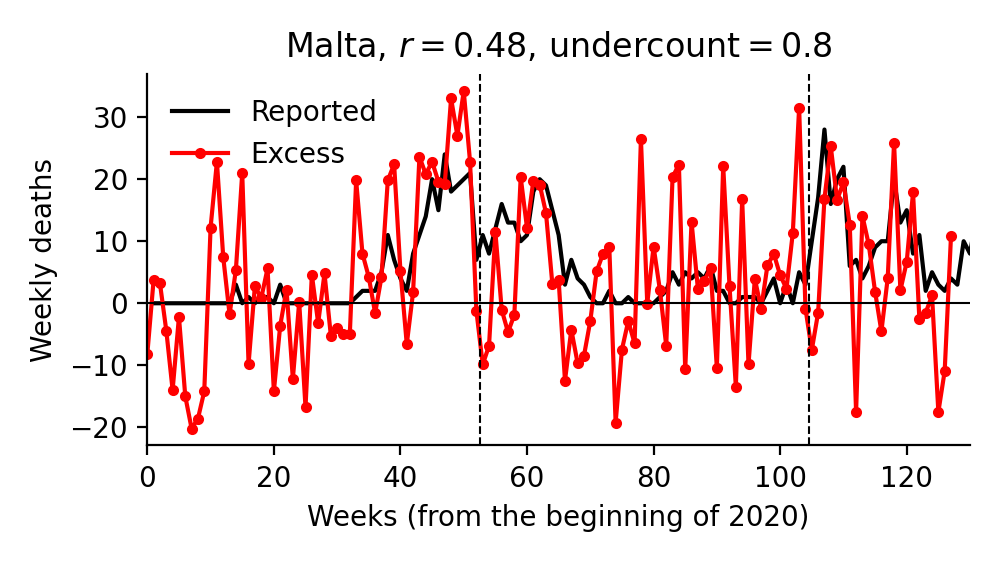 Malta, r = 0.48, undercount = 0.8
Reported
Excess
Weekly deaths
30
20
10
0
−10
−20
0 20 40 60 80 100 120
Weeks (from the beginning of 2020)